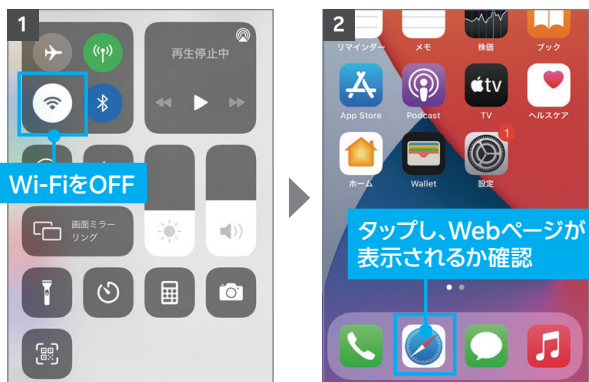 1
再生停止中
Wi-FiをOFF
画面ミラー
リング
2
リマインダー
メモ
株価
ブック
tv
App Store
Podcast
TV
ヘルスケア
1
ホーム
Wallet
設定
タップし、Webページが
表示されるか確認